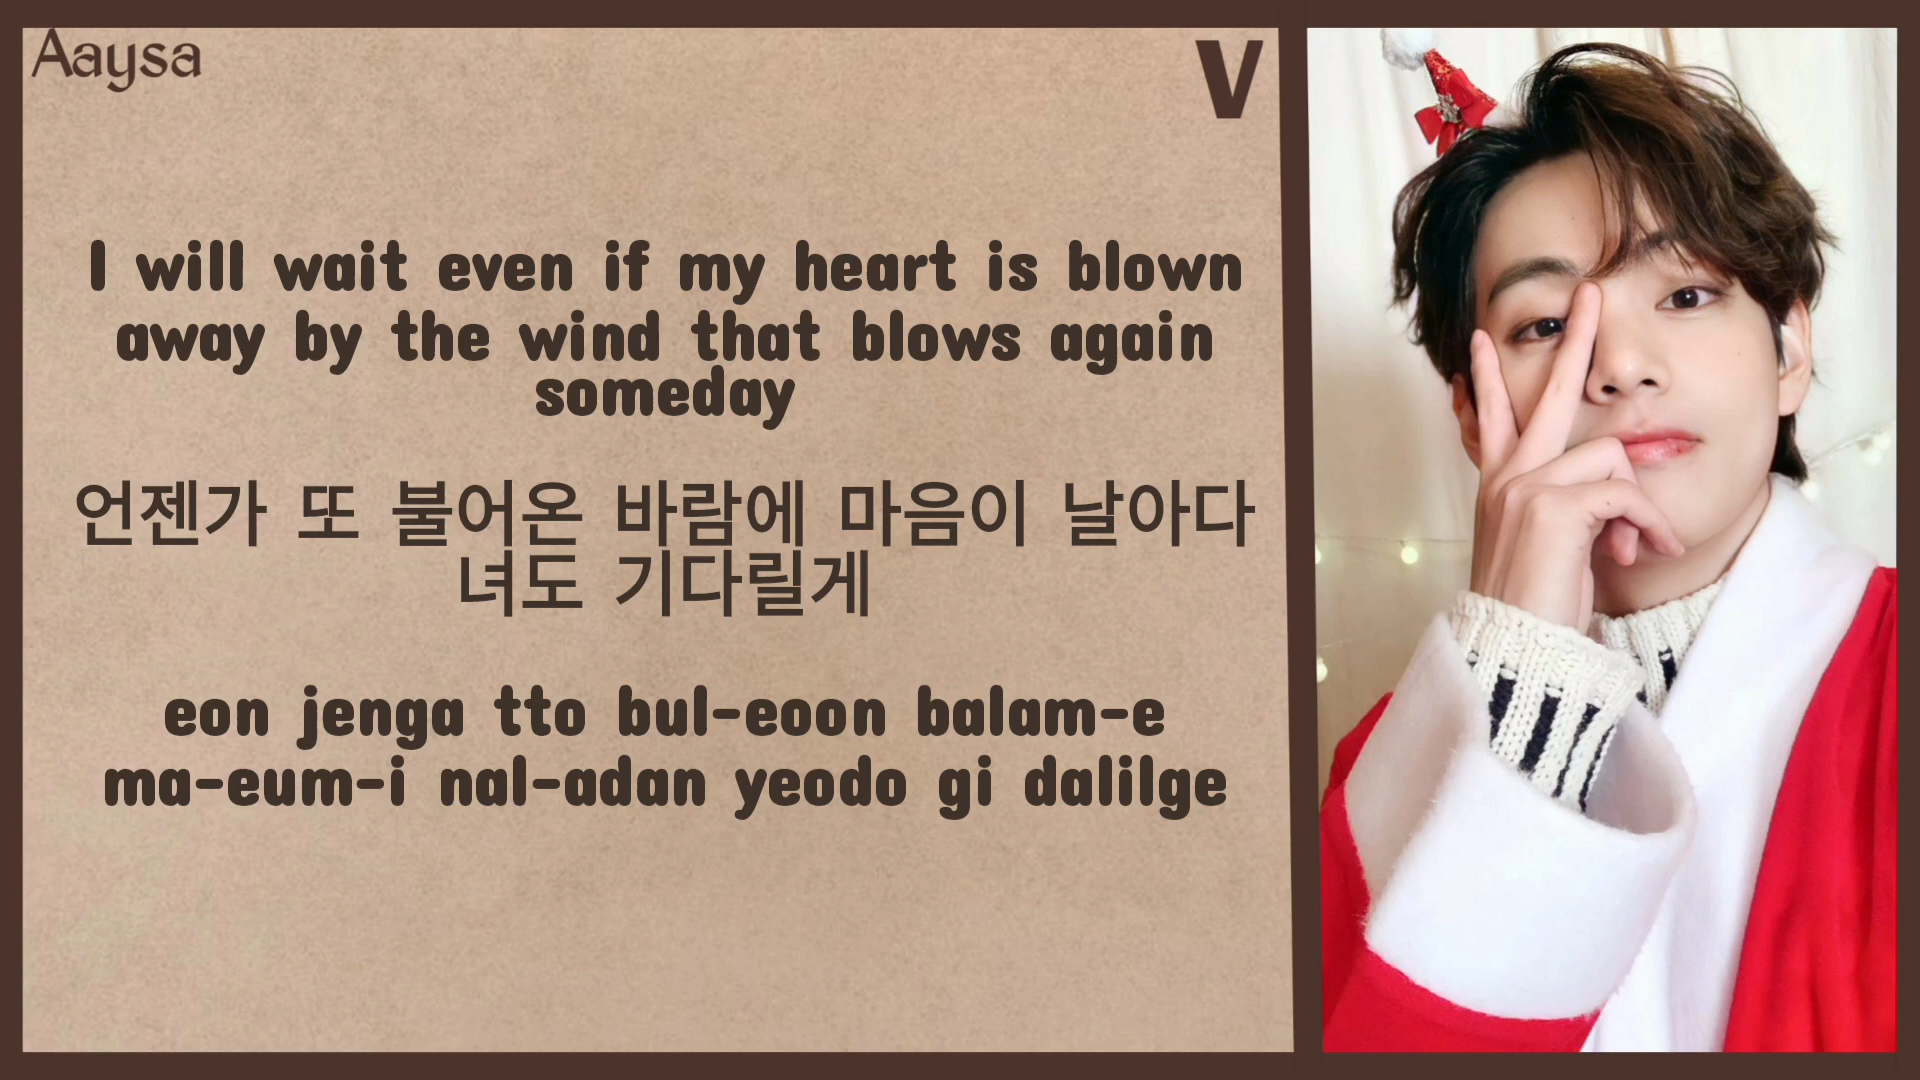 Aaysa
V
I will wait even if my heart is blown
away by the wind that blows again
someday
언젠가 또 불어온 바람에 마음이 날아다
녀도 기다릴게
eon jenga tto bul-eoon balam-e
ma-eum-i nal-adan yeodo gi dalilge